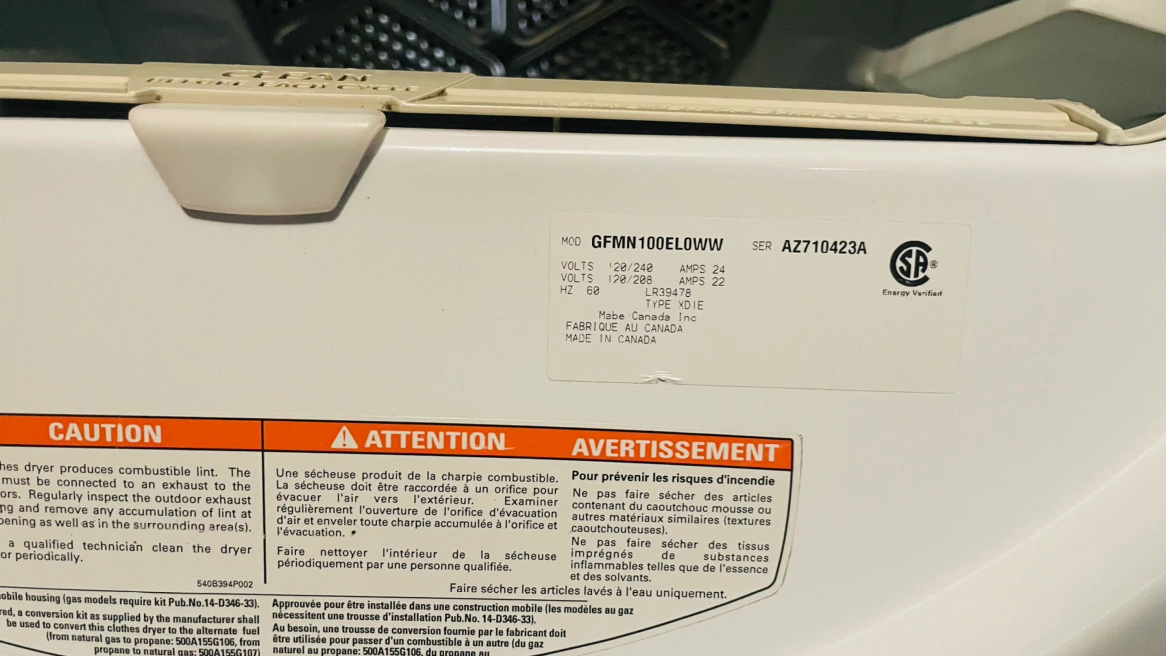 CLEAN
BEFORE EACH CYCLE
MOD GFMN100EL0WW SER AZ710423A
VOLTS 120/240 AMPS 24
VOLTS 120/208 AMPS 22
HZ 60 LR39478
TYPE XDIE
Mabe Canada Inc
FABRIQUE AU CANADA
MADE IN CANADA
SA®
Energy Verified
CAUTION
hes dryer produces combustible lint. The
must be connected to an exhaust to the
ors. Regularly inspect the outdoor exhaust
ng and remove any accumulation of lint at
pening as well as in the surrounding area(s).
a qualified technician clean the dryer
or periodically.
540B394P002
ATTENTION
Une sécheuse produit de la charpie combustible.
La sécheuse doit être raccordée à un orifice pour
évacuer l'air vers l'extérieur. Examiner
régulièrement l'ouverture de l'orifice d'évacuation
d'air et enveler toute charpie accumulée à l'orifice et
l'évacuation.
Faire nettoyer l'intérieur de la sécheuse
périodiquement par une personne qualifiée.
AVERTISSEMENT
Pour prévenir les risques d'incendie
Ne pas faire sécher des articles
contenant du caoutchouc mousse ou
autres matériaux similaires (textures
caoutchouteuses).
Ne pas faire sécher des tissus
imprégnés de substances
inflammables telles que de l'essence
et des solvants.
Faire sécher les articles lavés à l'eau uniquement.
obile housing (gas models require kit Pub.No.14-D346-33).
red, a conversion kit as supplied by the manufacturer shall
be used to convert this clothes dryer to the alternate fuel
(from natural gas to propane: 500A155G106, from
propane to natural gas: 500A155G107)
Approuvée pour être installée dans une construction mobile (les modèles au gaz
nécessitent une trousse d'installation Pub.No. 14-D346-33).
Au besoin, une trousse de conversion fournie par le fabricant doit
être utilisée pour passer d'un combustible à un autre (du gaz
naturel au propane: 500A155G106, du propane au